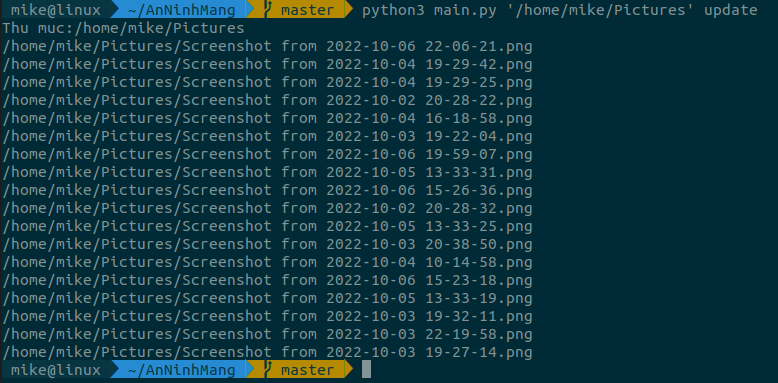 mike@linux ~/AnNinhMang master python3 main.py '/home/mike/Pictures' update
Thu muc:/home/mike/Pictures
/home/mike/Pictures/Screenshot from 2022-10-06 22-06-21.png
/home/mike/Pictures/Screenshot from 2022-10-04 19-29-42.png
/home/mike/Pictures/Screenshot from 2022-10-04 19-29-25.png
/home/mike/Pictures/Screenshot from 2022-10-02 20-28-22.png
/home/mike/Pictures/Screenshot from 2022-10-04 16-18-58.png
/home/mike/Pictures/Screenshot from 2022-10-03 19-22-04.png
/home/mike/Pictures/Screenshot from 2022-10-06 19-59-07.png
/home/mike/Pictures/Screenshot from 2022-10-05 13-33-31.png
/home/mike/Pictures/Screenshot from 2022-10-06 15-26-36.png
/home/mike/Pictures/Screenshot from 2022-10-02 20-28-32.png
/home/mike/Pictures/Screenshot from 2022-10-05 13-33-25.png
/home/mike/Pictures/Screenshot from 2022-10-03 20-38-50.png
/home/mike/Pictures/Screenshot from 2022-10-04 10-14-58.png
/home/mike/Pictures/Screenshot from 2022-10-06 15-23-18.png
/home/mike/Pictures/Screenshot from 2022-10-05 13-33-19.png
/home/mike/Pictures/Screenshot from 2022-10-03 19-32-11.png
/home/mike/Pictures/Screenshot from 2022-10-03 22-19-58.png
/home/mike/Pictures/Screenshot from 2022-10-03 19-27-14.png
mike@linux ~/AnNinhMang master